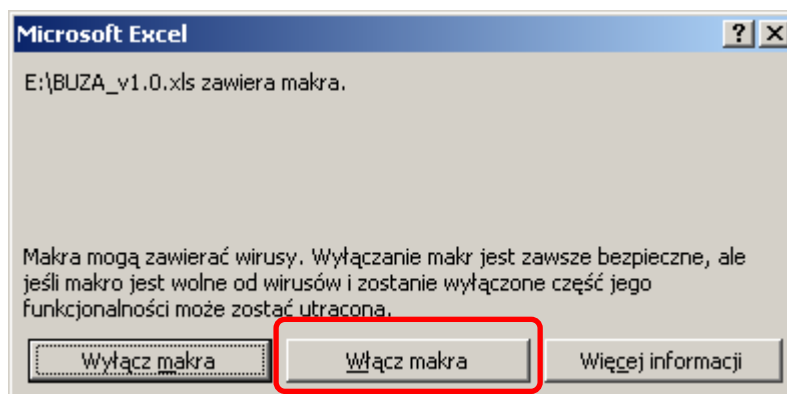 Microsoft Excel
E:\BUZA_v1.0.xls zawiera makra.
Makra mogą zawierać wirusy. Wyłączanie makr jest zawsze bezpieczne, ale
jeśli makro jest wolne od wirusów i zostanie wyłączone część jego
funkcjonalności może zostać utracona.
Wyłącz makra
Włącz makra
Więcej informacji